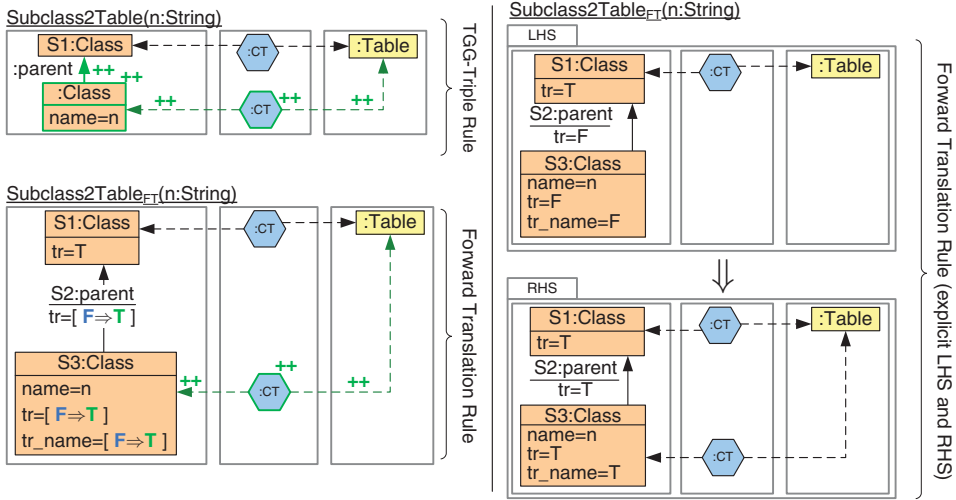 Subclass2Table(n:String)
S1:Class
:CT
:Table
:parent
++
++
:Class
name=n
++
++
++
:CT
TGG-Triple Rule
Subclass2Table_FT(n:String)
S1:Class
tr=T
:CT
:Table
S2:parent
tr=[ F⇒T ]
S3:Class
name=n
tr=[ F⇒T ]
tr_name=[ F⇒T ]
++
++
++
:CT
Forward Translation Rule
Subclass2Table_FT(n:String)
LHS
S1:Class
tr=T
:CT
:Table
S2:parent
tr=F
S3:Class
name=n
tr=F
tr_name=F
⇓
RHS
S1:Class
tr=T
:CT
:Table
S2:parent
tr=T
S3:Class
name=n
tr=T
tr_name=T
:CT
Forward Translation Rule (explicit LHS and RHS)